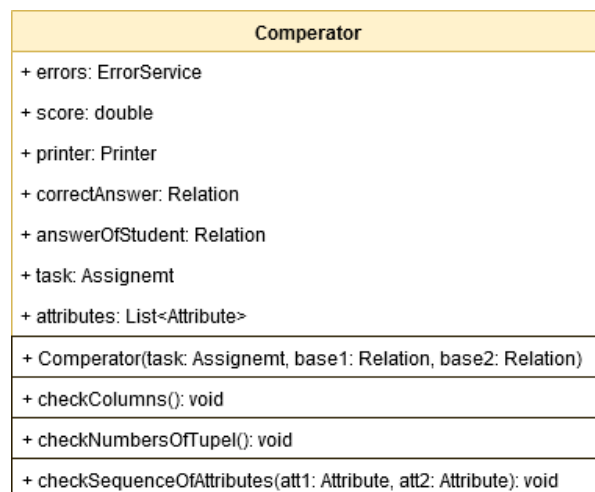 Comperator
+ errors: ErrorService
+ score: double
+ printer: Printer
+ correctAnswer: Relation
+ answerOfStudent: Relation
+ task: Assignemt
+ attributes: List<Attribute>
+ Comperator(task: Assignemt, base1: Relation, base2: Relation)
+ checkColumns(): void
+ checkNumbersOfTupel(): void
+ checkSequenceOfAttributes(att1: Attribute, att2: Attribute): void